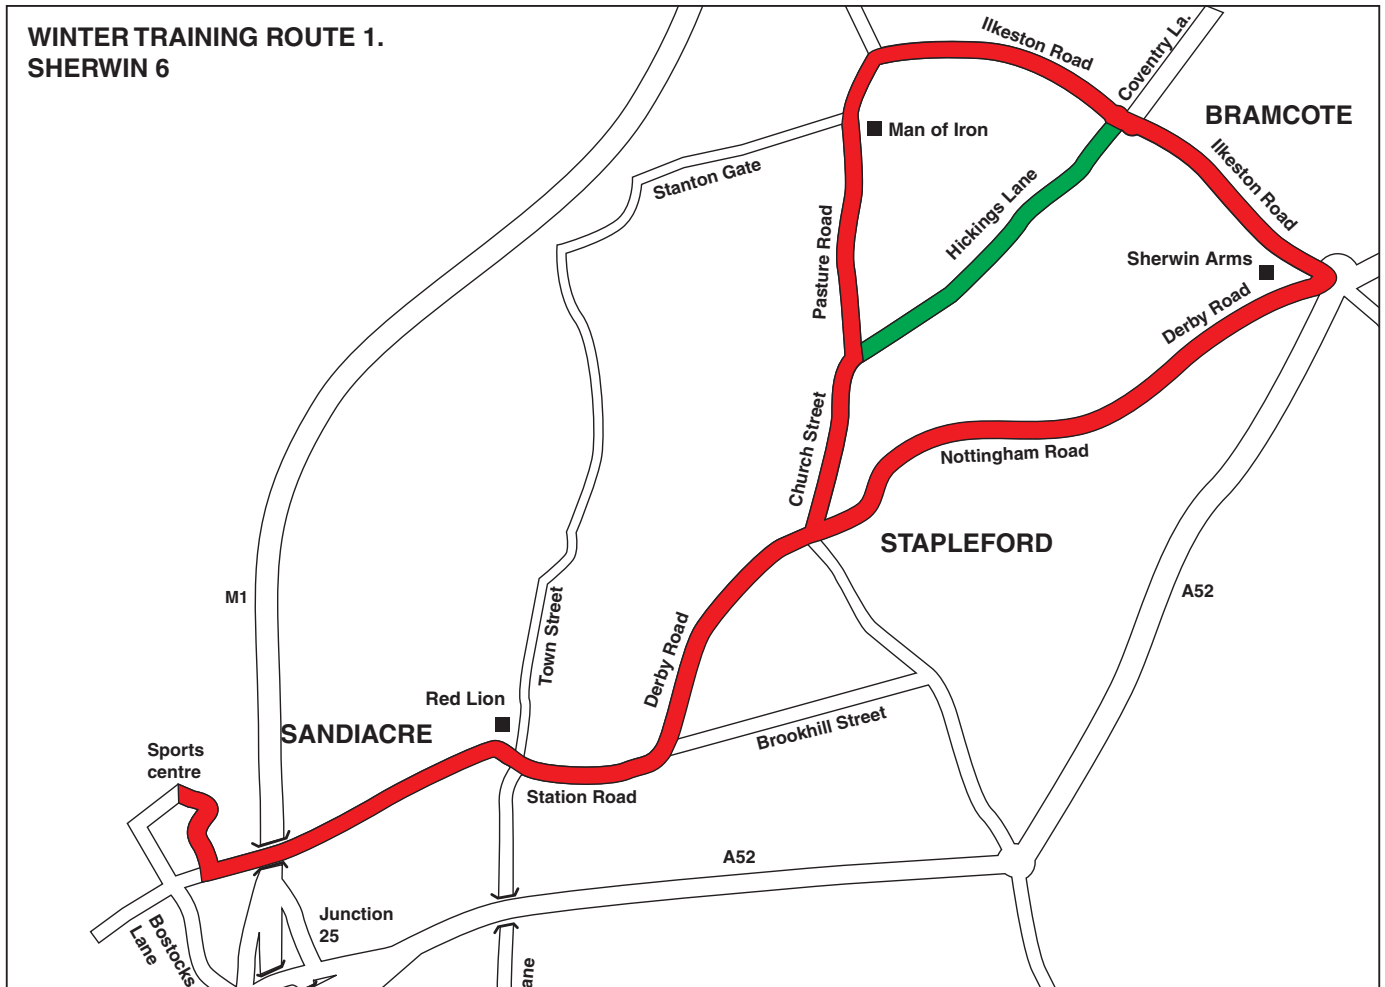 WINTER TRAINING ROUTE 1.
SHERWIN 6
Ilkeston Road
Coventry La.
BRAMCOTE
Man of Iron
Ilkeston Road
Stanton Gate
Hickings Lane
Pasture Road
Sherwin Arms
Derby Road
Church Street
Nottingham Road
STAPLEFORD
M1
A52
Town Street
Derby Road
Red Lion
SANDIACRE
Brookhill Street
Sports
centre
Station Road
A52
Junction
25
Bostocks
Lane
ane